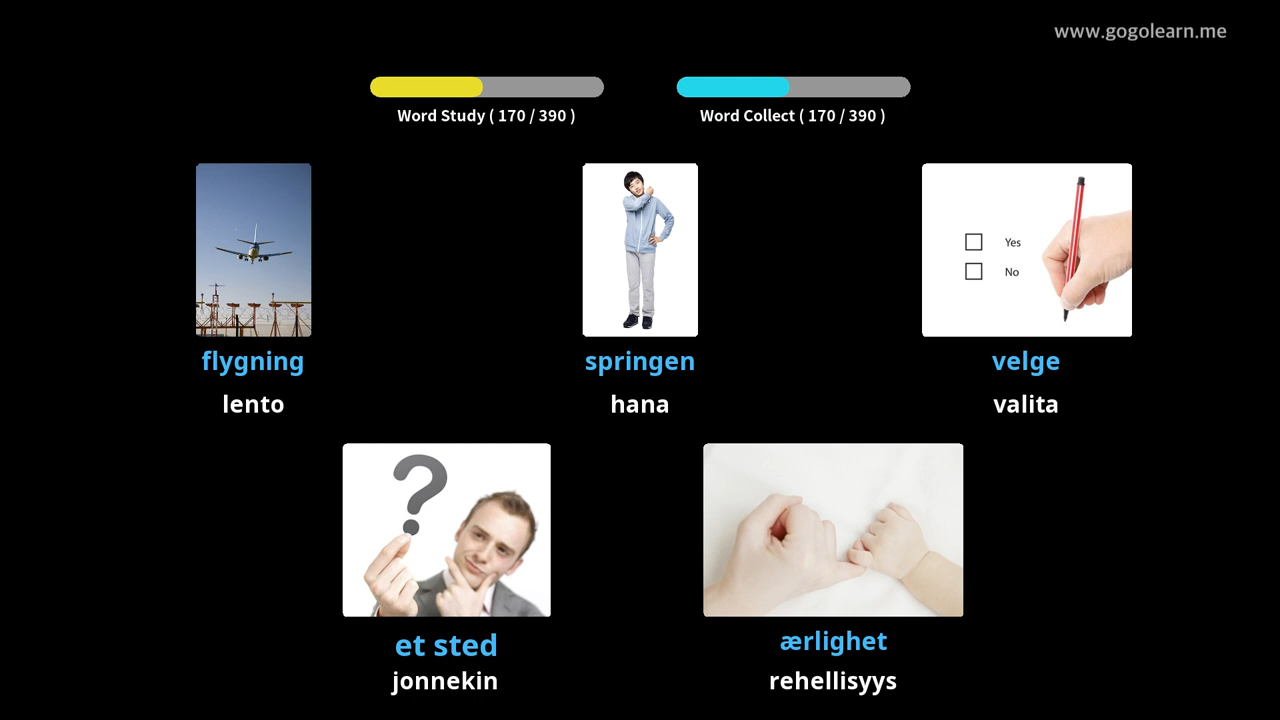 www.gogolearn.me
Word Study ( 170 / 390 )
Word Collect ( 170 / 390 )
Yes
No
flygning
springen
velge
lento
hana
valita
et sted
ærlighet
jonnekin
rehellisyys